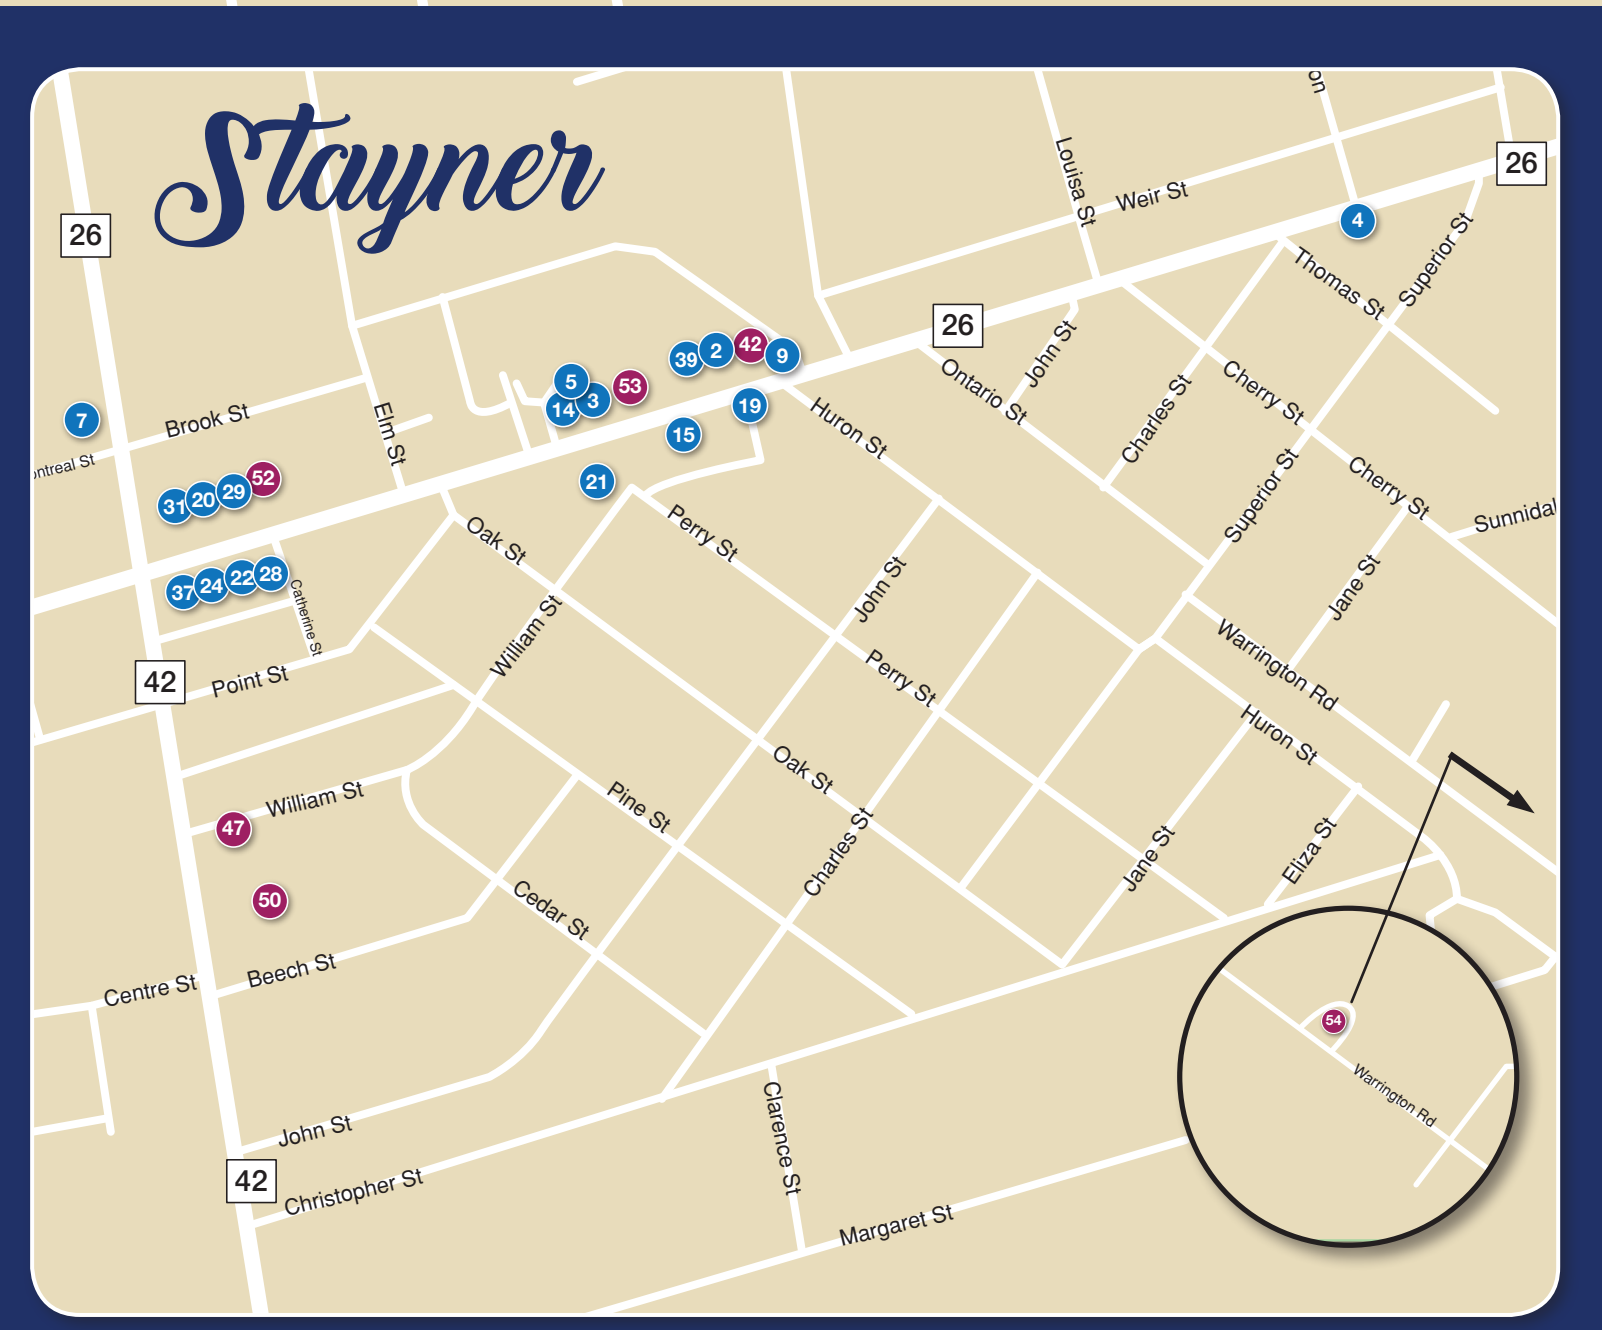 on
Stayner
26
26
Louisa St
Weir St
4
Superior St
Thomas St
26
John St
42
2
39
9
5
53
3
14
19
15
7
Brook St
Elm St
Huron St
Ontario St
Charles St
Cherry St
ontreal St
52
29
20
31
21
Cherry St
Superior St
Sunnidal
Oak St
Perry St
28
22
24
37
Catherine St
John St
Jane St
William St
42
Point St
Perry St
Warrington Rd
Huron St
William St
47
Pine St
Oak St
Charles St
Jane St
Eliza St
50
Cedar St
Centre St
Beech St
54
Warrington Rd
John St
Clarence St
42
Christopher St
Margaret St